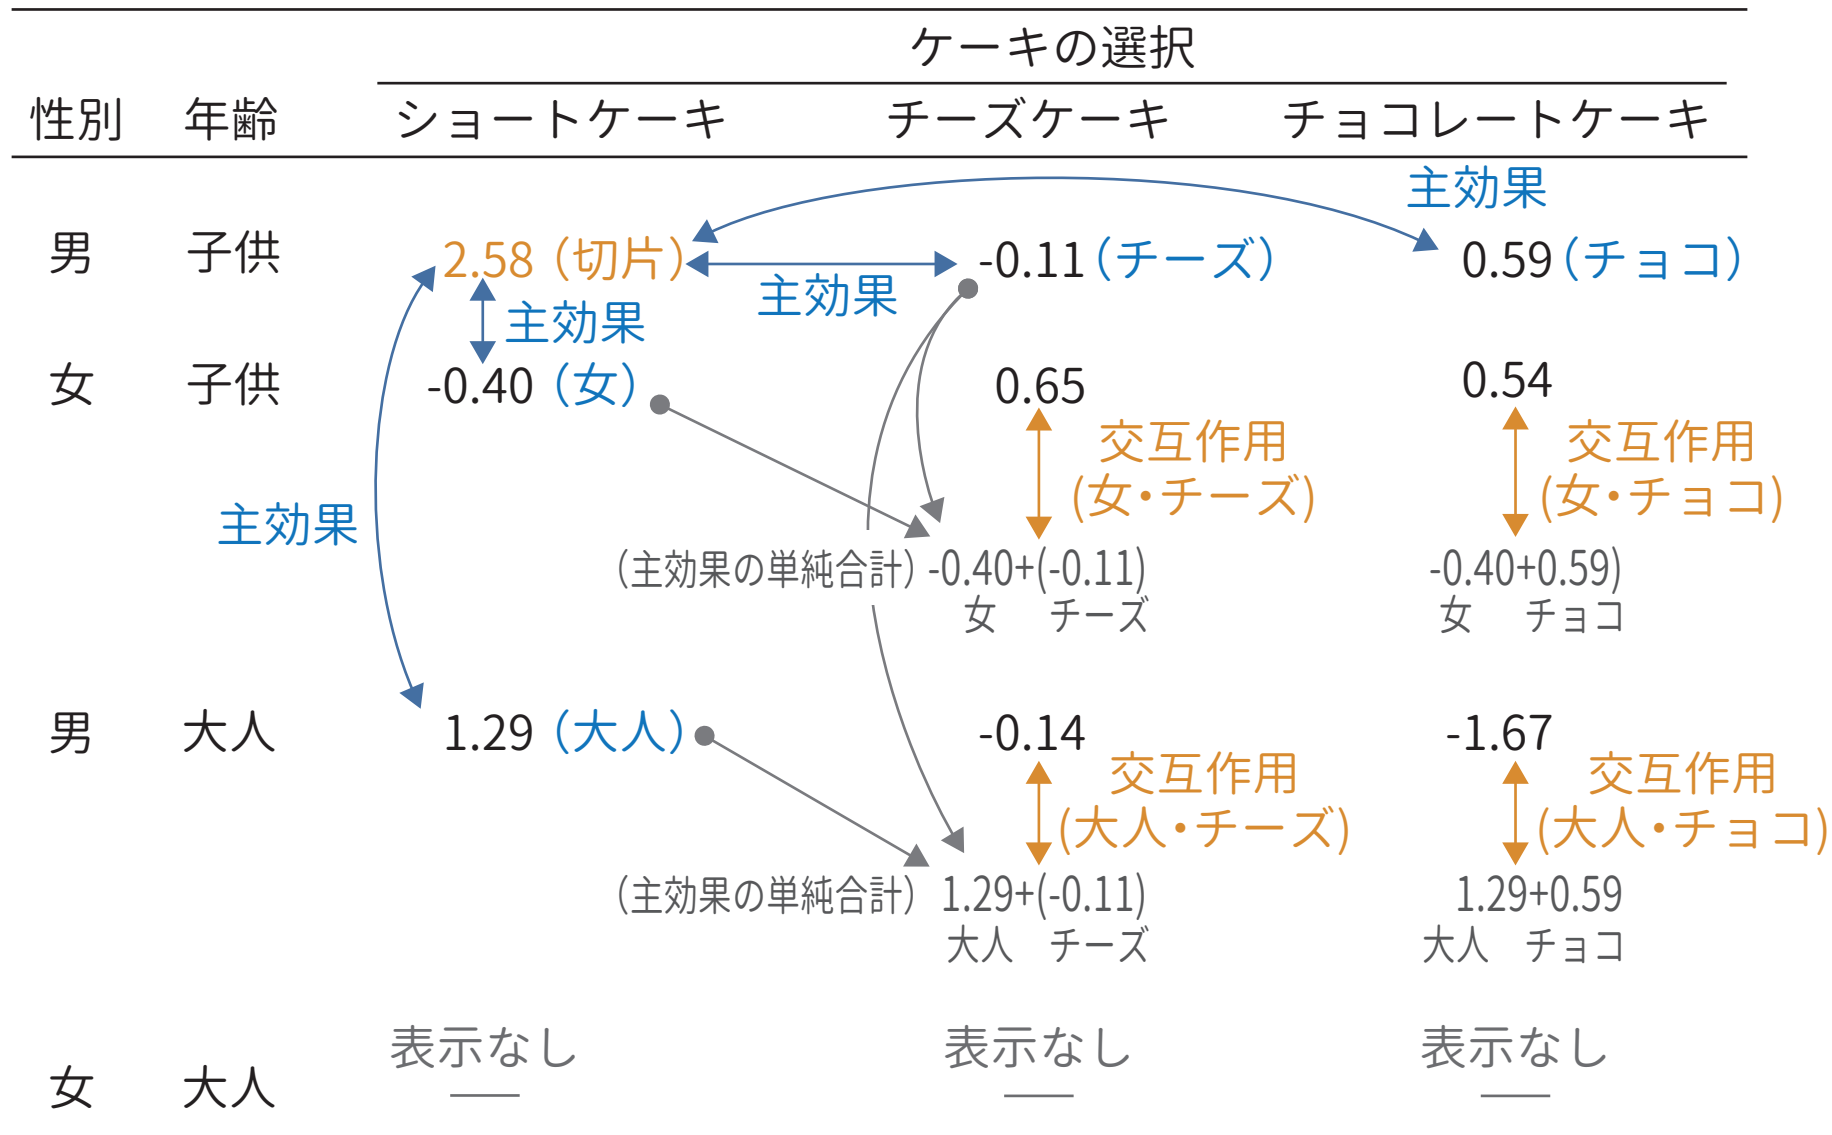 ケーキの選択
性別 年齢 ショートケーキ チーズケーキ チョコレートケーキ
主効果
男 子供 2.58（切片） -0.11（チーズ） 0.59（チョコ）
主効果
主効果
女 子供 -0.40（女） 0.65 0.54
交互作用 交互作用
(女・チーズ) (女・チョコ)
主効果
（主効果の単純合計） -0.40+(-0.11) -0.40+0.59)
女 チーズ 女 チョコ
男 大人 1.29（大人） -0.14 -1.67
交互作用 交互作用
(大人・チーズ) (大人・チョコ)
（主効果の単純合計） 1.29+(-0.11) 1.29+0.59
大人 チーズ 大人 チョコ
表示なし 表示なし 表示なし
女 大人 — — —